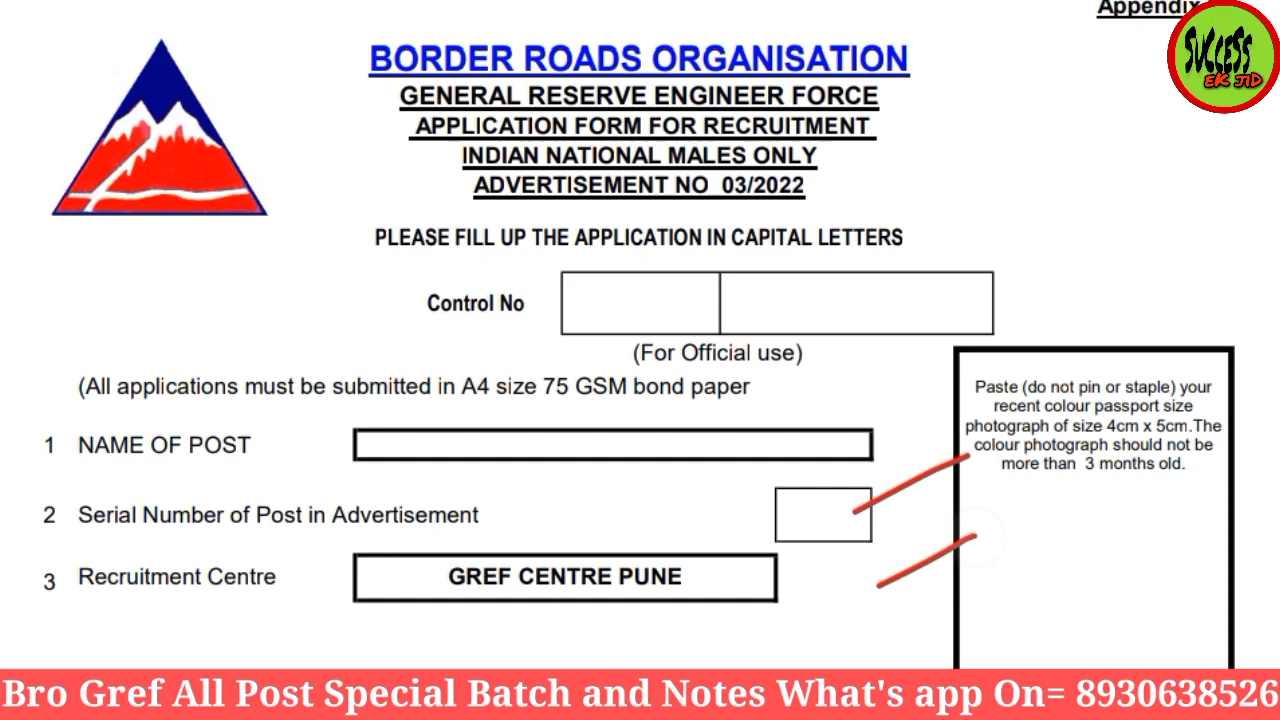 Appendix
SUCCESS
EK JID
BORDER ROADS ORGANISATION
GENERAL RESERVE ENGINEER FORCE
APPLICATION FORM FOR RECRUITMENT
INDIAN NATIONAL MALES ONLY
ADVERTISEMENT NO 03/2022
PLEASE FILL UP THE APPLICATION IN CAPITAL LETTERS
Control No
(For Official use)
(All applications must be submitted in A4 size 75 GSM bond paper
Paste (do not pin or staple) your
recent colour passport size
photograph of size 4cm x 5cm.The
colour photograph should not be
more than 3 months old.
1 NAME OF POST
2 Serial Number of Post in Advertisement
3 Recruitment Centre GREF CENTRE PUNE
Bro Gref All Post Special Batch and Notes What's app On= 8930638526